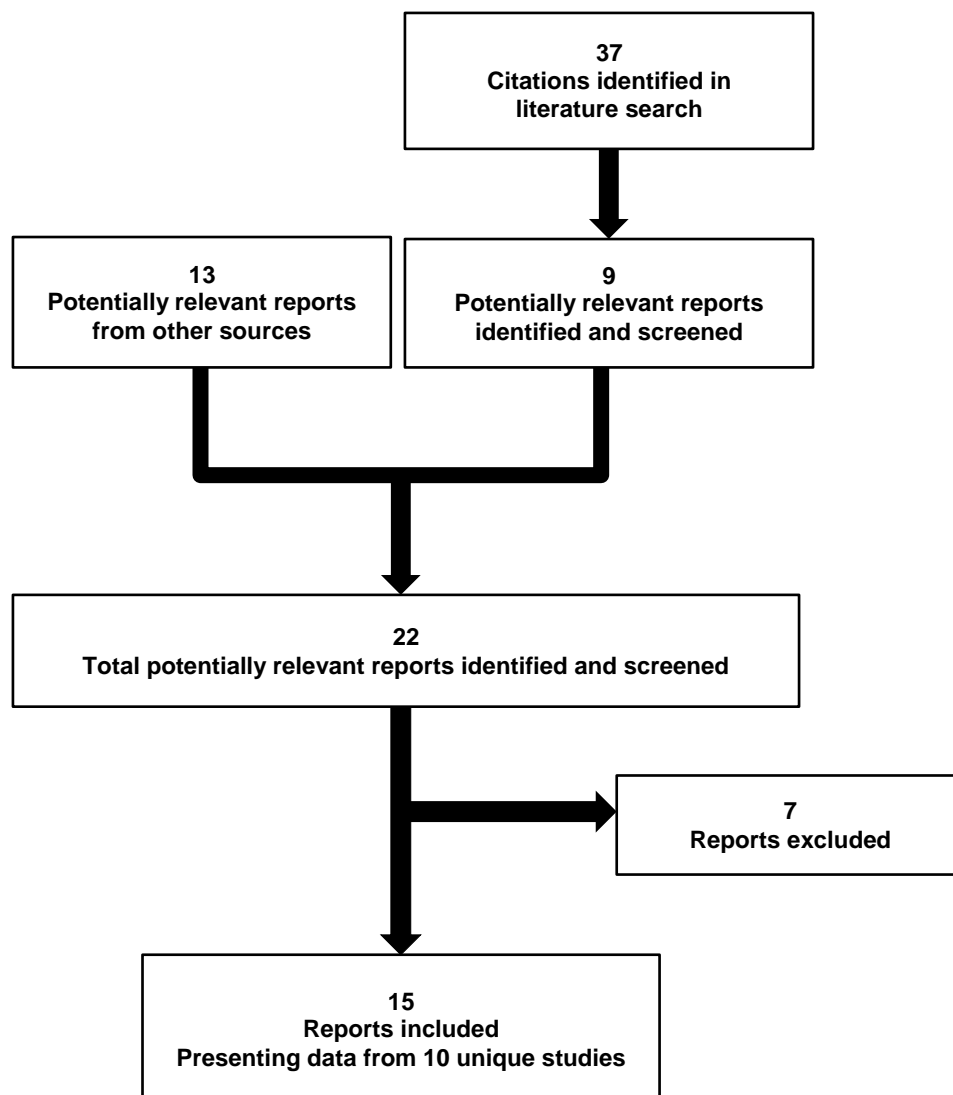 37
Citations identified in
literature search
13
Potentially relevant reports
from other sources
9
Potentially relevant reports
identified and screened
22
Total potentially relevant reports identified and screened
7
Reports excluded
15
Reports included
Presenting data from 10 unique studies